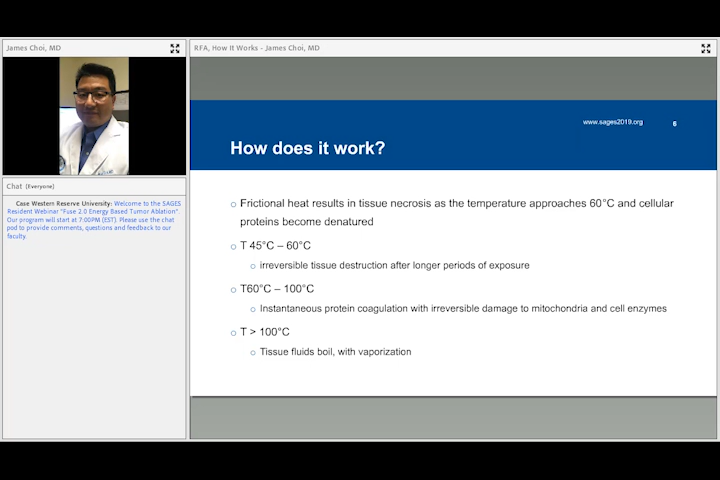 James Choi, MD
RFA, How It Works - James Choi, MD
Chat (Everyone)
Case Western Reserve University: Welcome to the SAGES
Resident Webinar "Fuse 2.0 Energy Based Tumor Ablation".
Our program will start at 7:00PM (EST). Please use the chat
pod to provide comments, questions and feedback to our
faculty.
www.sages2019.org
6
How does it work?
Frictional heat results in tissue necrosis as the temperature approaches 60°C and cellular
proteins become denatured
T 45°C – 60°C
irreversible tissue destruction after longer periods of exposure
T60°C – 100°C
Instantaneous protein coagulation with irreversible damage to mitochondria and cell enzymes
T > 100°C
Tissue fluids boil, with vaporization